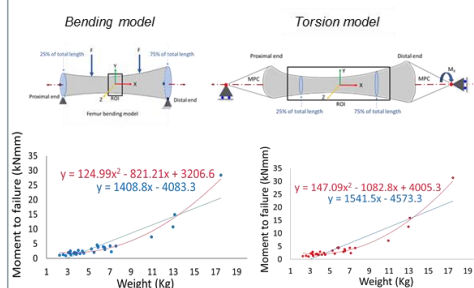 Bending model
25% of total length
F
F
75% of total length
Y
X
Z
ROI
Proximal end
Distal end
Femur bending model
Torsion model
Proximal end
Distal end
MPC
Y
X
Z
MPC
ROI
25% of total length
75% of total length
Moment to failure (kNmm)
35
30
25
20
15
10
5
0
y = 124.99x² - 821.21x + 3206.6
y = 1408.8x - 4083.3
1 3 5 7 9 11 13 15 17 19
Weight (Kg)
Moment to failure (kNmm)
35
30
25
20
15
10
5
0
y = 147.09x² - 1082.8x + 4005.3
y = 1541.5x - 4573.3
1 3 5 7 9 11 13 15 17 19
Weight (Kg)